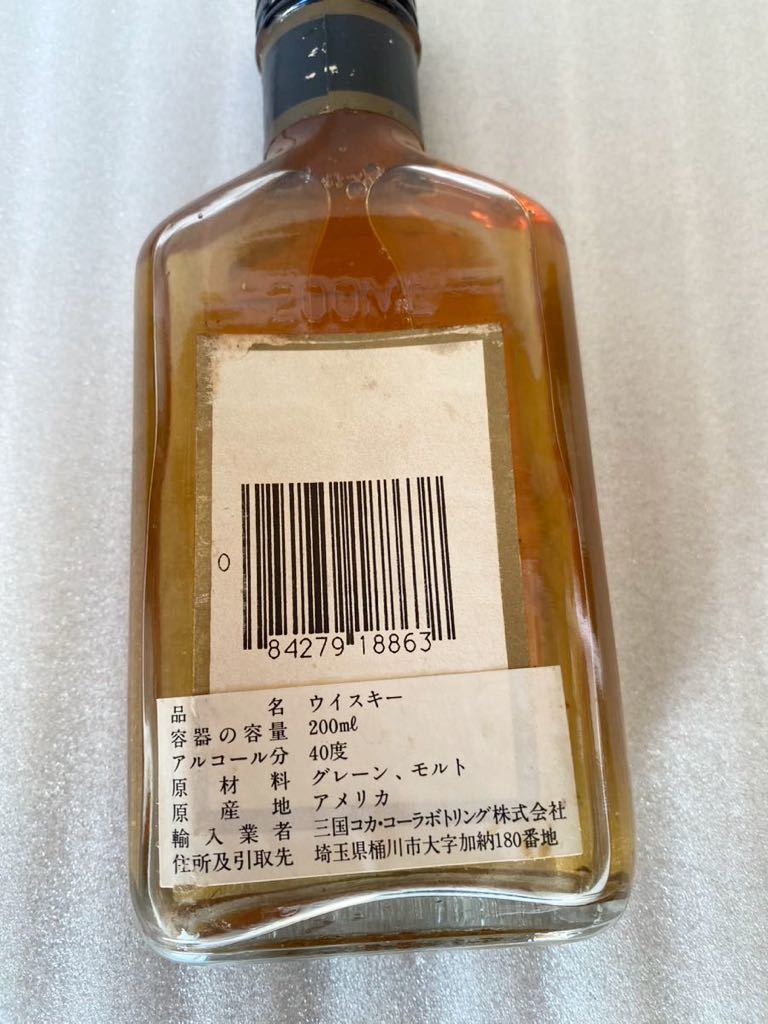 200ML
0
84279 18863
品名 ウイスキー
容器の容量 200mℓ
アルコール分 40度
原材料 グレーン、モルト
原産地 アメリカ
輸入業者 三国コカ・コーラボトリング株式会社
住所及引取先 埼玉県桶川市大字加納180番地